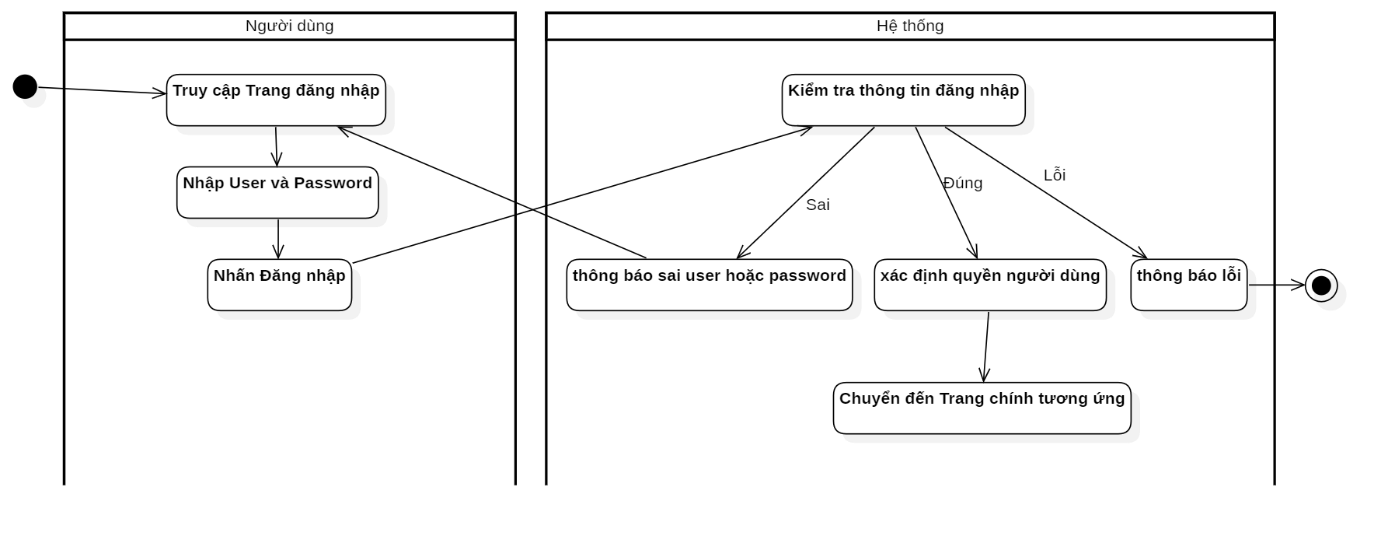 Người dùng
Hệ thống
Truy cập Trang đăng nhập
Kiểm tra thông tin đăng nhập
Nhập User và Password
Sai
Đúng
Lỗi
Nhấn Đăng nhập
thông báo sai user hoặc password
xác định quyền người dùng
thông báo lỗi
Chuyển đến Trang chính tương ứng